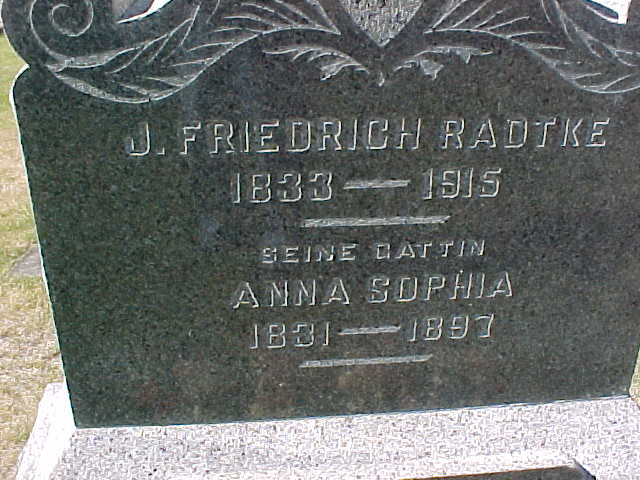 J. FRIEDRICH RADTKE
1833 — 1915
SEINE GATTIN
ANNA SOPHIA
1831 — 1897